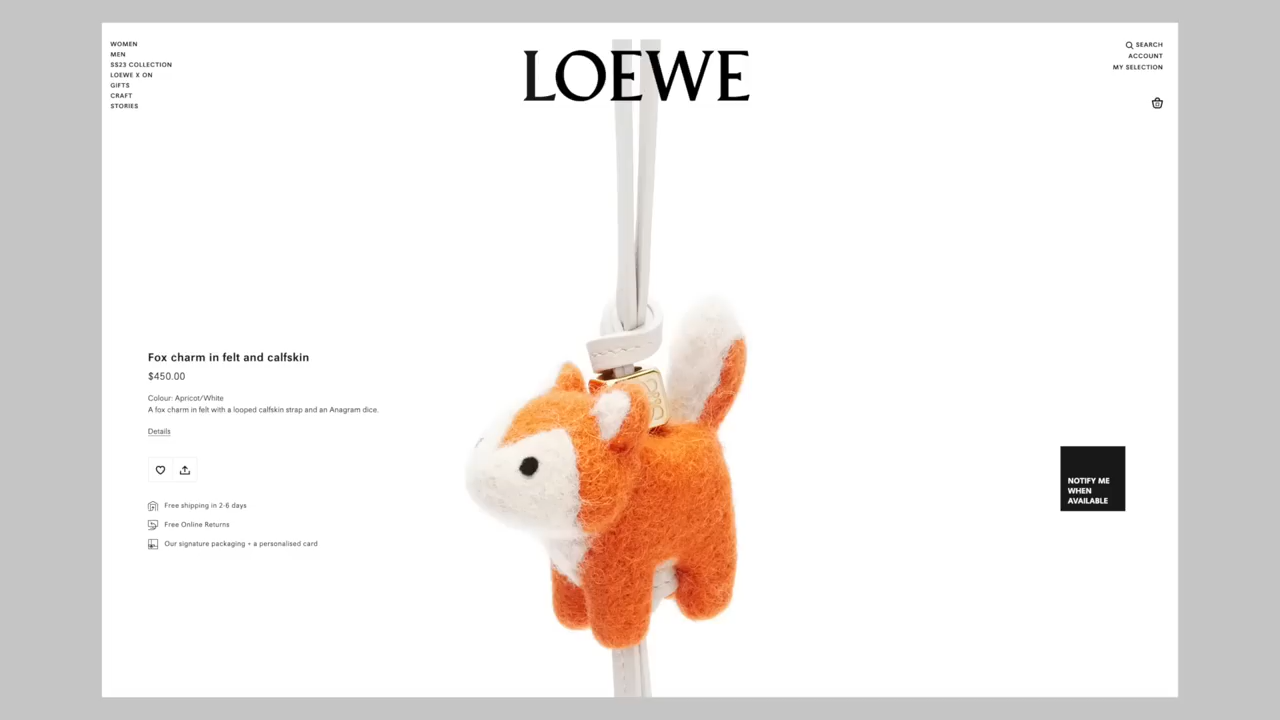 WOMEN
MEN
SS23 COLLECTION
LOEWE X ON
GIFTS
CRAFT
STORIES
LOEWE
SEARCH
ACCOUNT
MY SELECTION
Fox charm in felt and calfskin
$450.00
Colour: Apricot/White
A fox charm in felt with a looped calfskin strap and an Anagram dice.
Details
Free shipping in 2-6 days
Free Online Returns
Our signature packaging + a personalised card
NOTIFY ME
WHEN
AVAILABLE